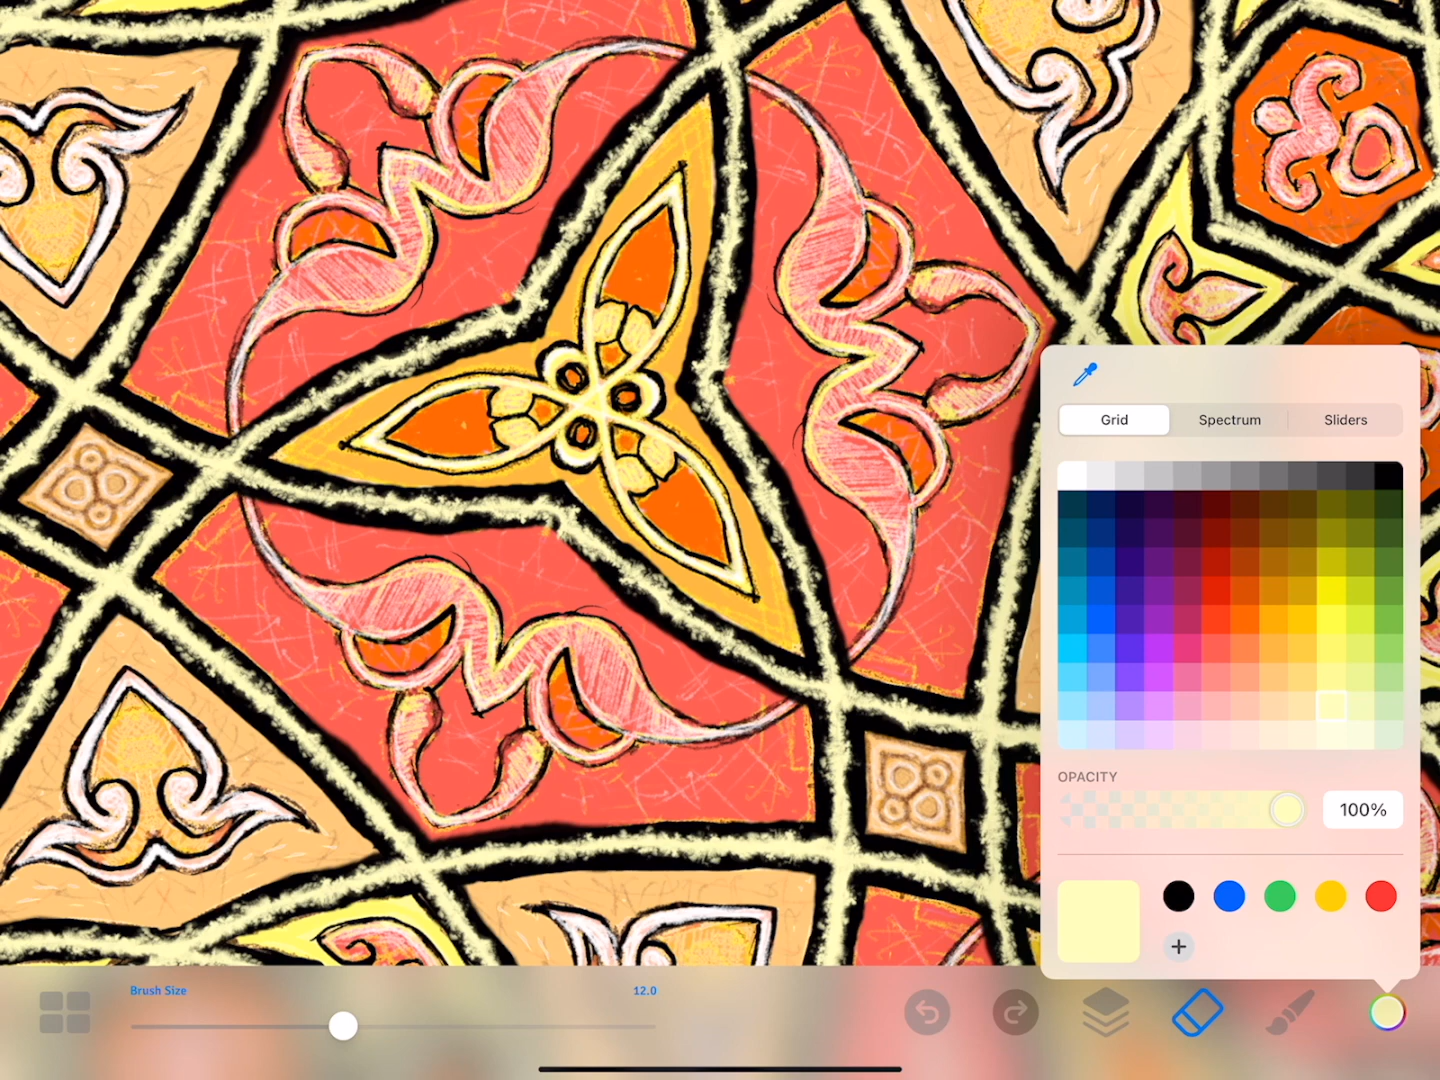 Grid
Spectrum
Sliders
OPACITY
100%
Brush Size
12.0